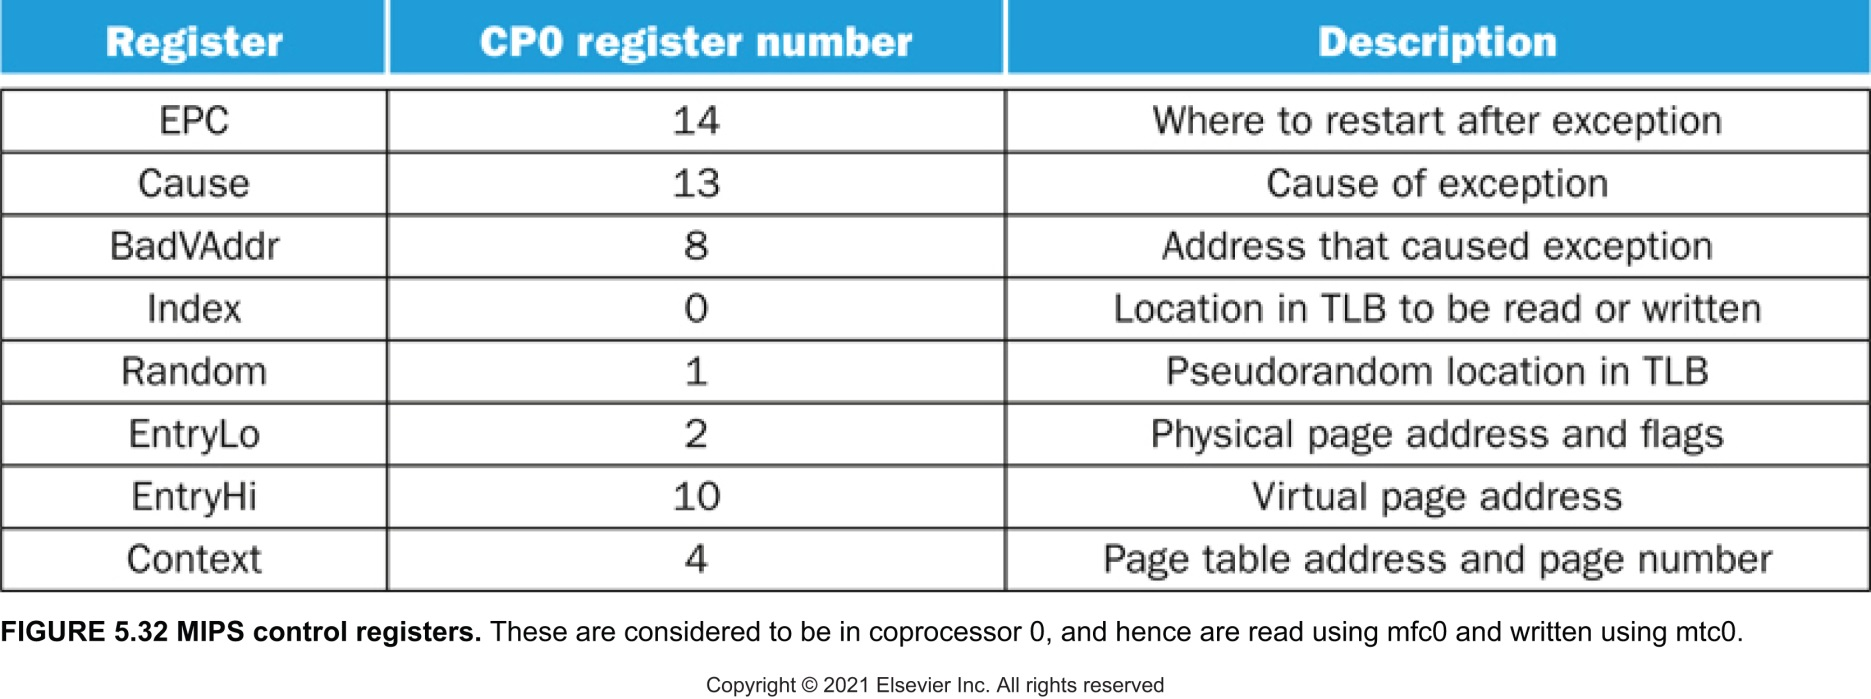 Register CP0 register number Description
EPC 14 Where to restart after exception
Cause 13 Cause of exception
BadVAddr 8 Address that caused exception
Index 0 Location in TLB to be read or written
Random 1 Pseudorandom location in TLB
EntryLo 2 Physical page address and flags
EntryHi 10 Virtual page address
Context 4 Page table address and page number
FIGURE 5.32 MIPS control registers. These are considered to be in coprocessor 0, and hence are read using mfc0 and written using mtc0.
Copyright © 2021 Elsevier Inc. All rights reserved